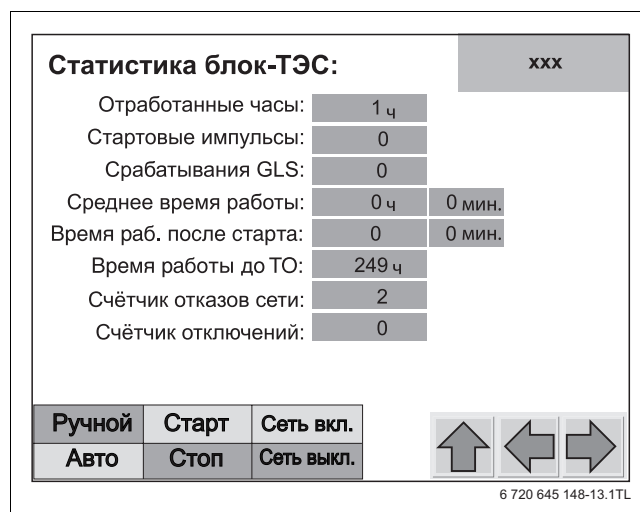 Статистика блок-ТЭС: xxx
Отработанные часы: 1 ч
Стартовые импульсы: 0
Срабатывания GLS: 0
Среднее время работы: 0 ч 0 мин.
Время раб. после старта: 0 0 мин.
Время работы до ТО: 249 ч
Счётчик отказов сети: 2
Счётчик отключений: 0
Ручной Старт Сеть вкл.
Авто Стоп Сеть выкл.
6 720 645 148-13.1TL